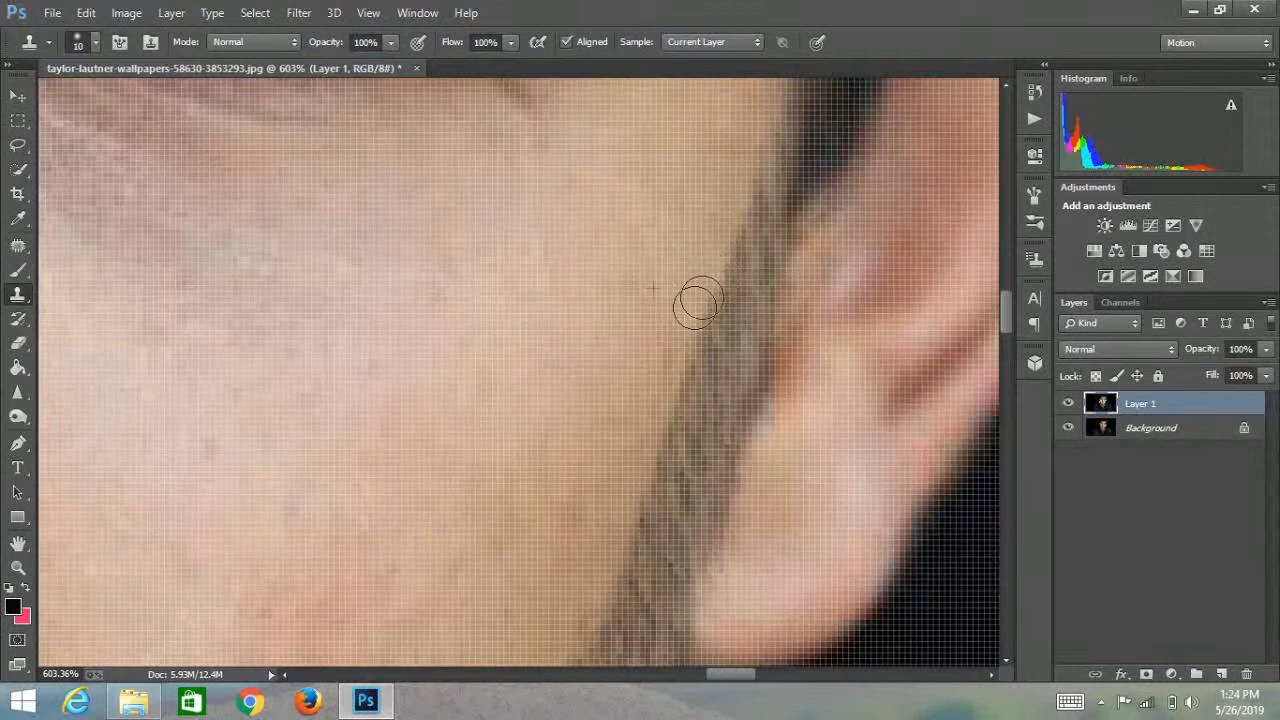 Ps File Edit Image Layer Type Select Filter 3D View Window Help
10 Mode: Normal Opacity: 100% Flow: 100% Aligned Sample: Current Layer Motion
taylor-lautner-wallpapers-58630-3853293.jpg @ 603% (Layer 1, RGB/8#) * ×
Histogram Info
Adjustments
Add an adjustment
Layers Channels
Kind
Normal Opacity: 100%
Lock: Fill: 100%
Layer 1
Background
603.36% Doc: 5.93M/12.4M
Ps
1:24 PM
5/26/2019